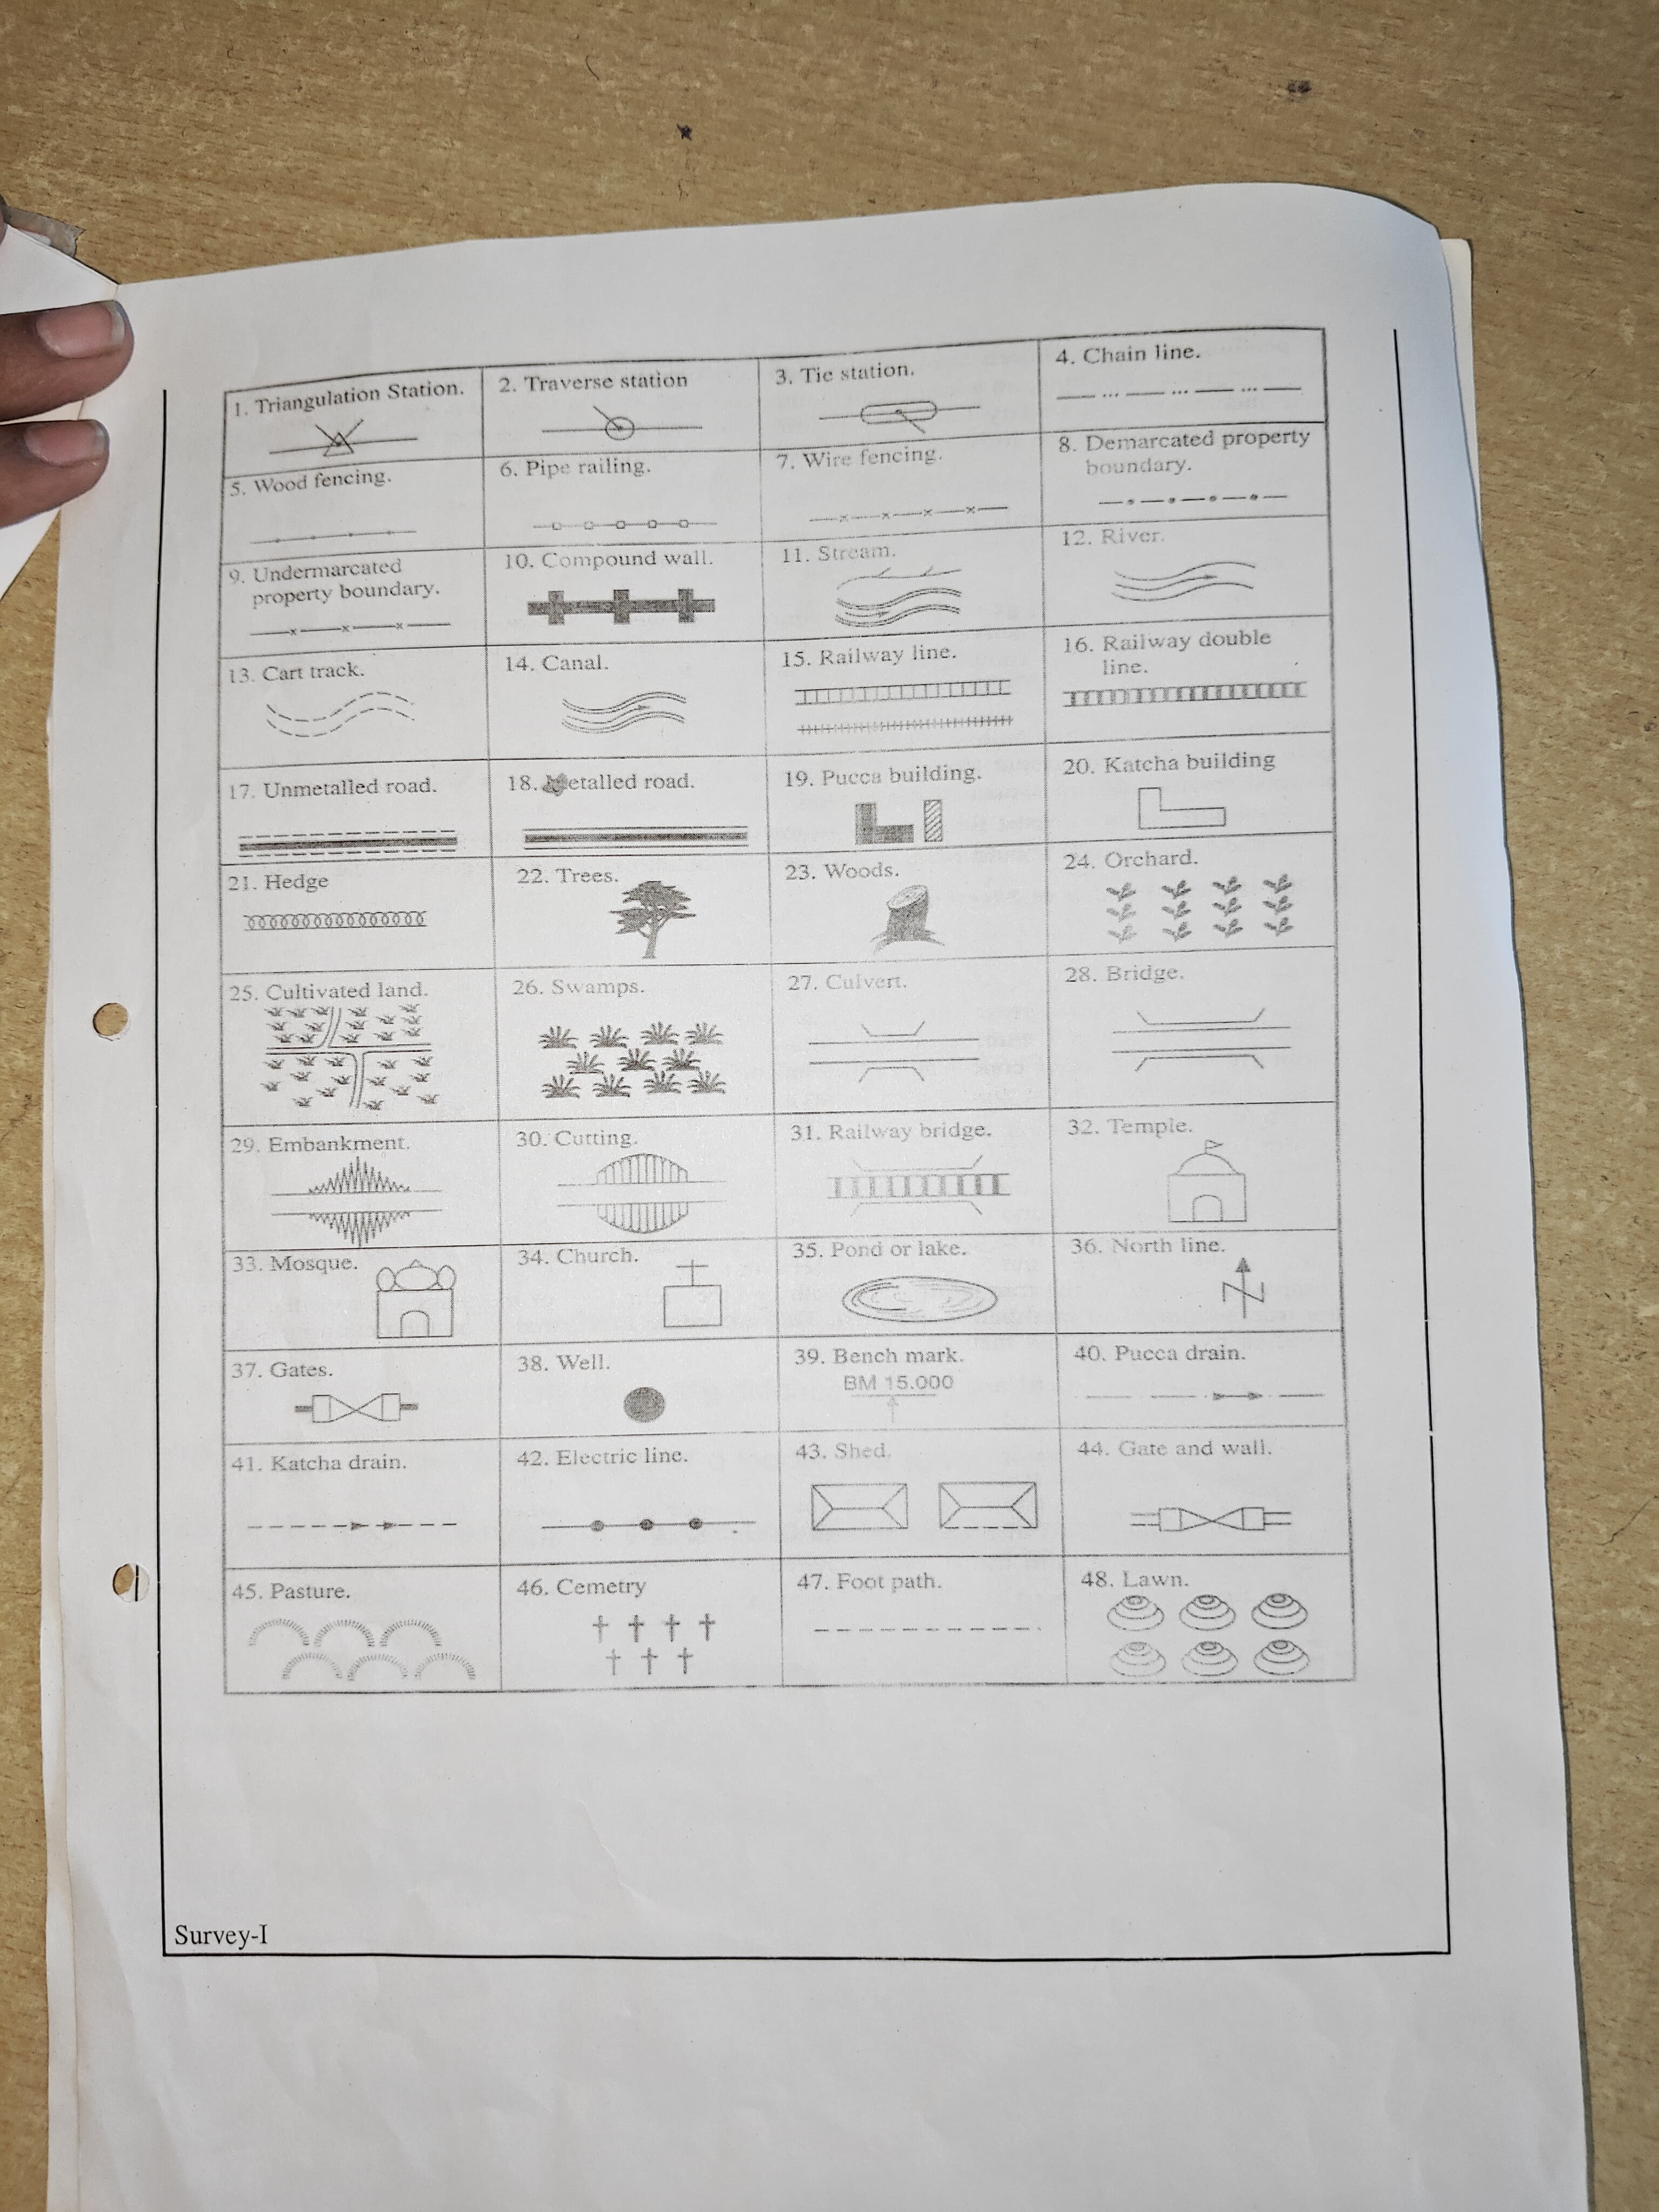 1. Triangulation Station.
2. Traverse station
3. Tie station.
4. Chain line.
5. Wood fencing.
6. Pipe railing.
7. Wire fencing.
8. Demarcated property
boundary.
9. Undermarcated
property boundary.
10. Compound wall.
11. Stream.
12. River.
13. Cart track.
14. Canal.
15. Railway line.
16. Railway double
line.
17. Unmetalled road.
18. Metalled road.
19. Pucca building.
20. Katcha building
21. Hedge
22. Trees.
23. Woods.
24. Orchard.
25. Cultivated land.
26. Swamps.
27. Culvert.
28. Bridge.
29. Embankment.
30. Cutting.
31. Railway bridge.
32. Temple.
33. Mosque.
34. Church.
35. Pond or lake.
36. North line.
N
37. Gates.
38. Well.
39. Bench mark.
BM 15.000
40. Pucca drain.
41. Katcha drain.
42. Electric line.
43. Shed.
44. Gate and wall.
45. Pasture.
46. Cemetry
47. Foot path.
48. Lawn.
Survey-I